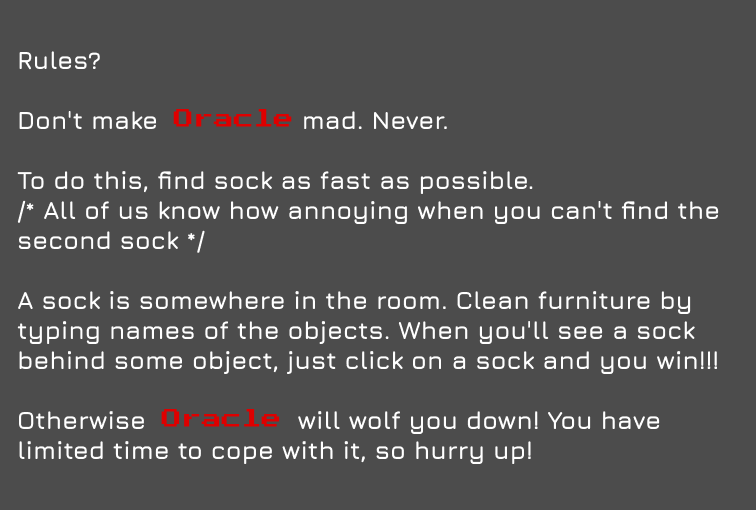 Rules?
Don't make Oracle mad. Never.
To do this, find sock as fast as possible.
/* All of us know how annoying when you can't find the
second sock */
A sock is somewhere in the room. Clean furniture by
typing names of the objects. When you'll see a sock
behind some object, just click on a sock and you win!!!
Otherwise Oracle will wolf you down! You have
limited time to cope with it, so hurry up!